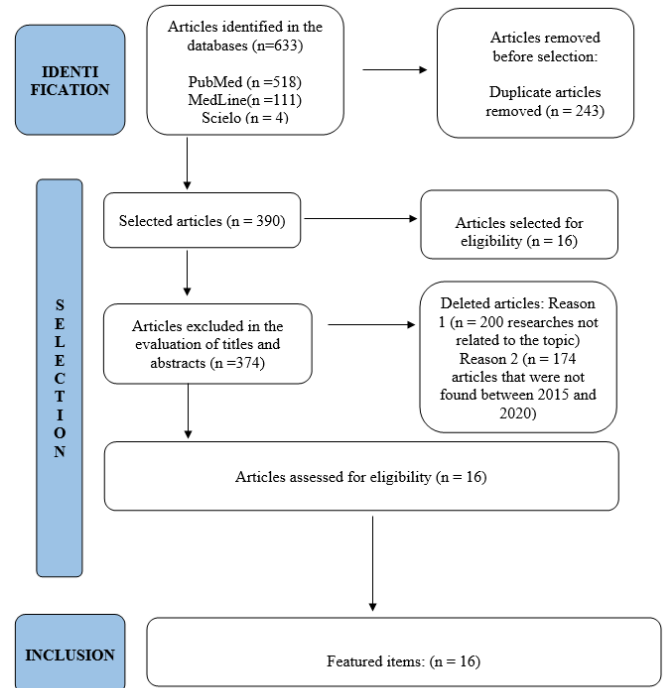 IDENTI
FICATION
Articles identified in the
databases (n=633)
PubMed (n =518)
MedLine(n =111)
Scielo (n = 4)
Articles removed
before selection:
Duplicate articles
removed (n = 243)
S
E
L
E
C
T
I
O
N
Selected articles (n = 390)
Articles selected for
eligibility (n = 16)
Articles excluded in the
evaluation of titles and
abstracts (n =374)
Deleted articles: Reason
1 (n = 200 researches not
related to the topic)
Reason 2 (n = 174
articles that were not
found between 2015 and
2020)
Articles assessed for eligibility (n = 16)
INCLUSION
Featured items: (n = 16)